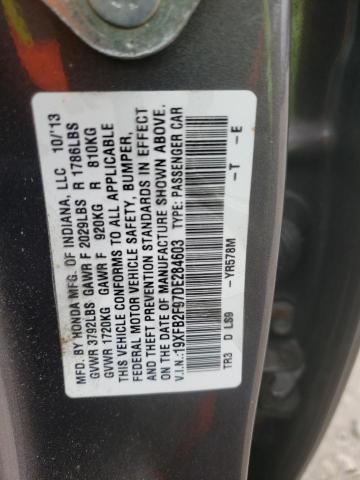 MFD. BY HONDA MFG. OF INDIANA, LLC 10/'13
GVWR 3792LBS GAWR F 2029LBS R 1786LBS
GVWR 1720KG GAWR F 920KG R 810KG
THIS VEHICLE CONFORMS TO ALL APPLICABLE
FEDERAL MOTOR VEHICLE SAFETY, BUMPER,
AND THEFT PREVENTION STANDARDS IN EFFECT
ON THE DATE OF MANUFACTURE SHOWN ABOVE.
V.I.N.:19XFB2F97DE284603 TYPE: PASSENGER CAR
TR3 D LS9 -YR578M -T -E